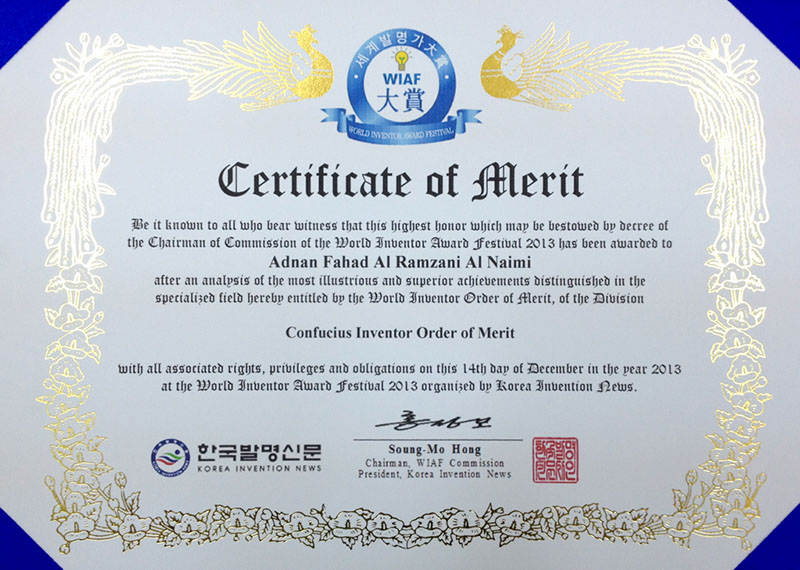 세계발명가大賞
WIAF
大賞
WORLD INVENTOR AWARD FESTIVAL
Certificate of Merit
Be it known to all who bear witness that this highest honor which may be bestowed by decree of
the Chairman of Commission of the World Inventor Award Festival 2013 has been awarded to
Adnan Fahad Al Ramzani Al Naimi
after an analysis of the most illustrious and superior achievements distinguished in the
specialized field hereby entitled by the World Inventor Order of Merit, of the Division
Confucius Inventor Order of Merit
with all associated rights, privileges and obligations on this 14th day of December in the year 2013
at the World Inventor Award Festival 2013 organized by Korea Invention News.
한국발명신문
KOREA INVENTION NEWS
Soung-Mo Hong
Chairman, WIAF Commission
President, Korea Invention News